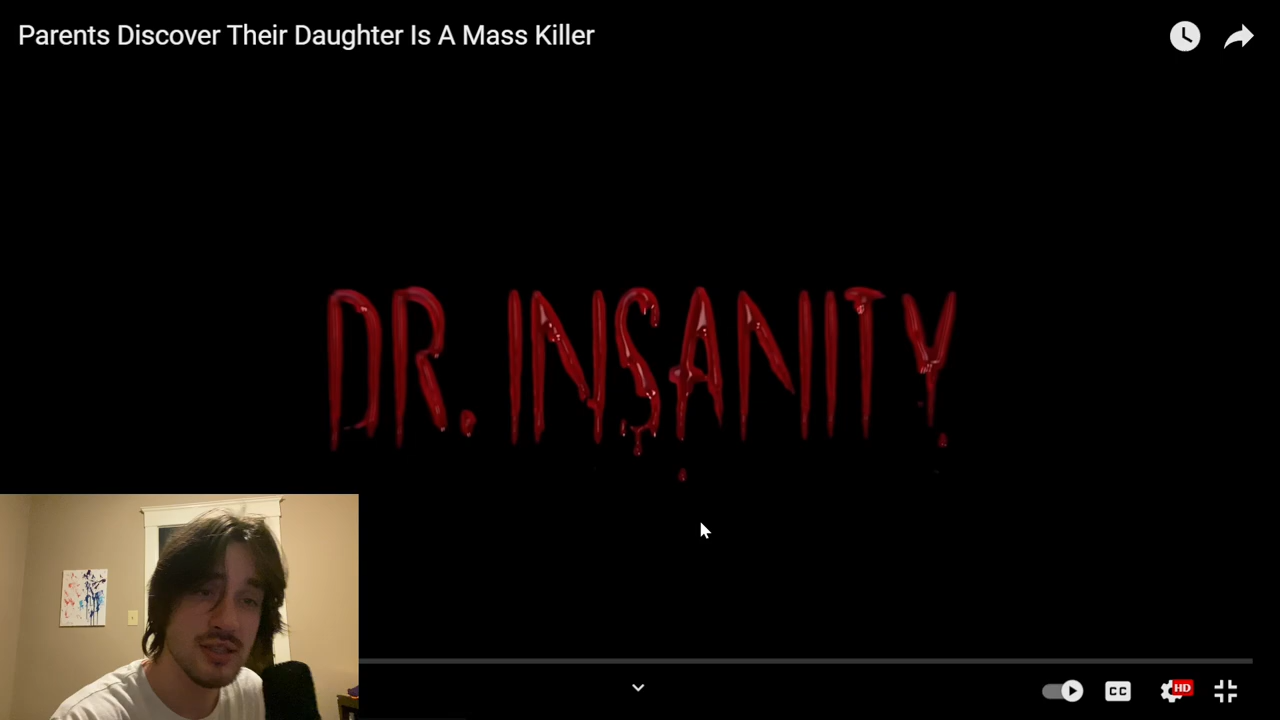 Parents Discover Their Daughter Is A Mass Killer
DR. INSANITY
CC
HD